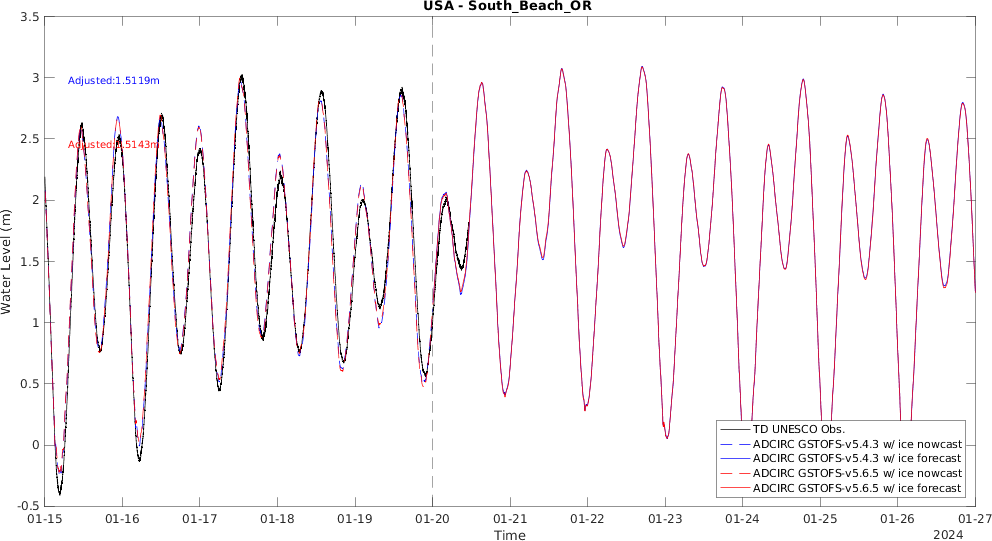 USA - South_Beach_OR
3.5
3
2.5
2
1.5
1
0.5
0
-0.5
Water Level (m)
Adjusted:1.5119m
Adjusted:1.5143m
01-15 01-16 01-17 01-18 01-19 01-20 01-21 01-22 01-23 01-24 01-25 01-26 01-27
Time
2024
TD UNESCO Obs.
ADCIRC GSTOFS-v5.4.3 w/ ice nowcast
ADCIRC GSTOFS-v5.4.3 w/ ice forecast
ADCIRC GSTOFS-v5.6.5 w/ ice nowcast
ADCIRC GSTOFS-v5.6.5 w/ ice forecast